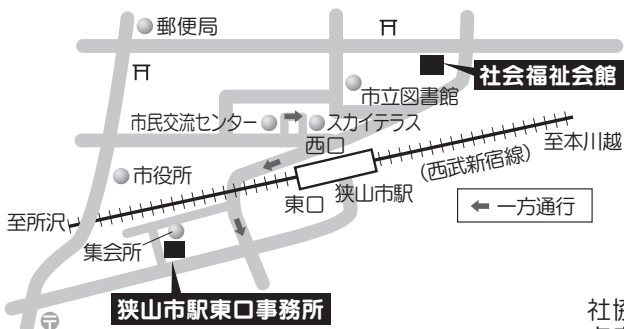 郵便局
社会福祉会館
市立図書館
市民交流センター
スカイテラス
西口
至本川越
(西武新宿線)
市役所
狭山市駅
東口
一方通行
至所沢
集会所
狭山市駅東口事務所
社協